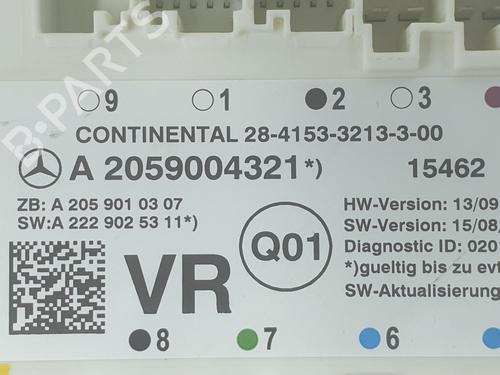 B-PARTS
9 1 2 3
CONTINENTAL 28-4153-3213-3-00
A 2059004321*) 15462
ZB: A 205 901 03 07
SW:A 222 902 53 11*)
HW-Version: 13/09
SW-Version: 15/08/
Diagnostic ID: 0201
*)gueltig bis zu evt
SW-Aktualisierung
Q01
VR
8 7 6